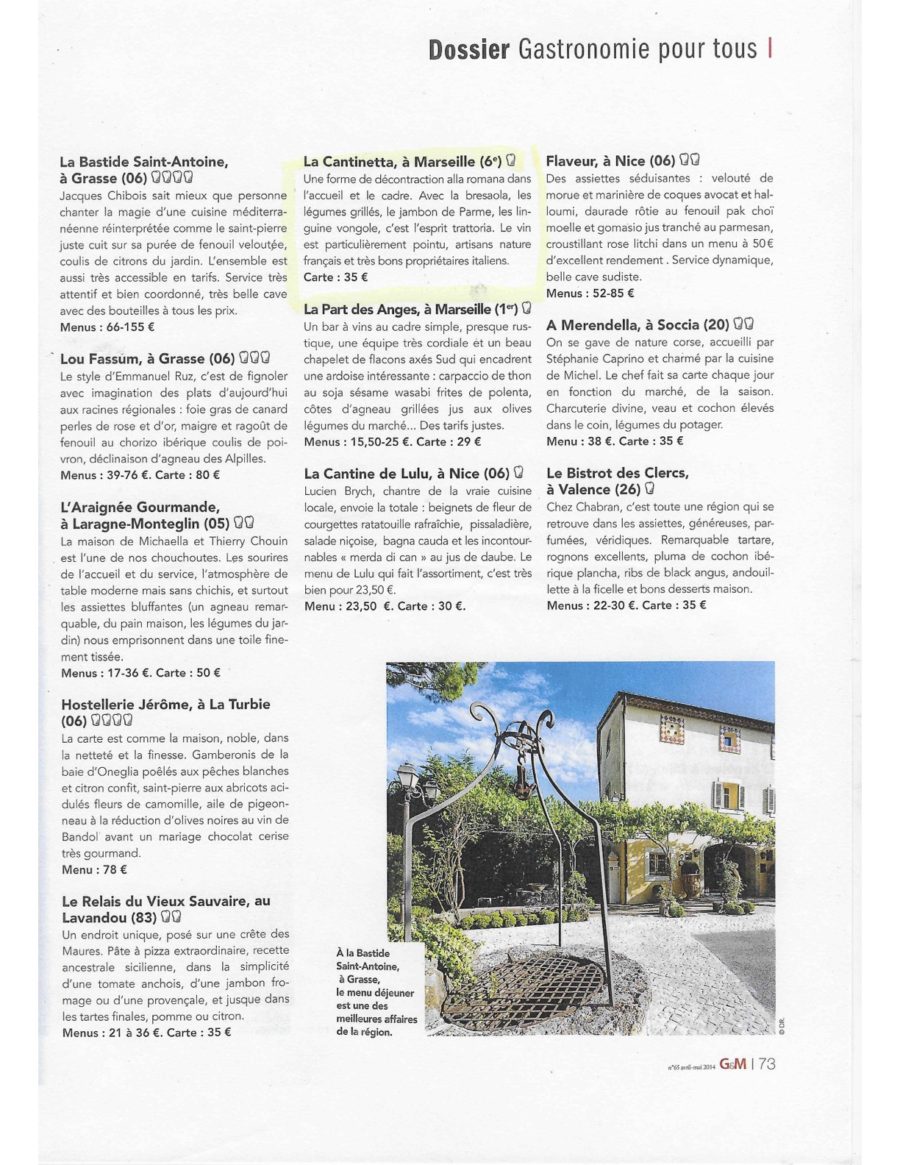 Dossier Gastronomie pour tous
La Bastide Saint-Antoine,
à Grasse (06)
Jacques Chibois sait mieux que personne
chanter la magie d'une cuisine méditerra-
néenne réinterprétée comme le saint-pierre
juste cuit sur sa purée de fenouil veloutée,
coulis de citrons du jardin. L'ensemble est
aussi très accessible en tarifs. Service très
attentif et bien coordonné, très belle cave
avec des bouteilles à tous les prix.
Menus : 66-155 €
Lou Fassum, à Grasse (06)
Le style d'Emmanuel Ruz, c'est de fignoler
avec imagination des plats d'aujourd'hui
aux racines régionales : foie gras de canard
perles de rose et d'or, maigre et ragoût de
fenouil au chorizo ibérique coulis de poi-
vron, déclinaison d'agneau des Alpilles.
Menus : 39-76 €. Carte : 80 €
L'Araignée Gourmande,
à Laragne-Monteglin (05)
La maison de Michaella et Thierry Chouin
est l'une de nos chouchoutes. Les sourires
de l'accueil et du service, l'atmosphère de
table moderne mais sans chichis, et surtout
les assiettes bluffantes (un agneau remar-
quable, du pain maison, les légumes du jar-
din) nous emprisonnent dans une toile fine-
ment tissée.
Menus : 17-36 €. Carte : 50 €
Hostellerie Jérôme, à La Turbie
(06)
La carte est comme la maison, noble, dans
la netteté et la finesse. Gamberonis de la
baie d'Oneglia poêlés aux pêches blanches
et citron confit, saint-pierre aux abricots aci-
dulés fleurs de camomille, aile de pigeon-
neau à la réduction d'olives noires au vin de
Bandol avant un mariage chocolat cerise
très gourmand.
Menu : 78 €
Le Relais du Vieux Sauvaire, au
Lavandou (83)
Un endroit unique, posé sur une crête des
Maures. Pâte à pizza extraordinaire, recette
ancestrale sicilienne, dans la simplicité
d'une tomate anchois, d'une jambon fro-
mage ou d'une provençale, et jusque dans
les tartes finales, pomme ou citron.
Menus : 21 à 36 €. Carte : 35 €
La Cantinetta, à Marseille (6e)
Une forme de décontraction alla romana dans
l'accueil et le cadre. Avec la bresaola, les
légumes grillés, le jambon de Parme, les lin-
guine vongole, c'est l'esprit trattoria. Le vin
est particulièrement pointu, artisans nature
français et très bons propriétaires italiens.
Carte : 35 €
La Part des Anges, à Marseille (1er)
Un bar à vins au cadre simple, presque rus-
tique, une équipe très cordiale et un beau
chapelet de flacons axés Sud qui encadrent
une ardoise intéressante : carpaccio de thon
au soja sésame wasabi frites de polenta,
côtes d'agneau grillées jus aux olives
légumes du marché... Des tarifs justes.
Menus : 15,50-25 €. Carte : 29 €
La Cantine de Lulu, à Nice (06)
Lucien Brych, chantre de la vraie cuisine
locale, envoie la totale : beignets de fleur de
courgettes ratatouille rafraîchie, pissaladière,
salade niçoise, bagna cauda et les incontour-
nables « merda di can » au jus de daube. Le
menu de Lulu qui fait l'assortiment, c'est très
bien pour 23,50 €.
Menu : 23,50 €. Carte : 30 €.
Flaveur, à Nice (06)
Des assiettes séduisantes : velouté de
morue et marinière de coques avocat et hal-
loumi, daurade rôtie au fenouil pak choï
moelle et gomasio jus tranché au parmesan,
croustillant rose litchi dans un menu à 50 €
d'excellent rendement . Service dynamique,
belle cave sudiste.
Menus : 52-85 €
A Merendella, à Soccia (20)
On se gave de nature corse, accueilli par
Stéphanie Caprino et charmé par la cuisine
de Michel. Le chef fait sa carte chaque jour
en fonction du marché, de la saison.
Charcuterie divine, veau et cochon élevés
dans le coin, légumes du potager.
Menu : 38 €. Carte : 35 €
Le Bistrot des Clercs,
à Valence (26)
Chez Chabran, c'est toute une région qui se
retrouve dans les assiettes, généreuses, par-
fumées, véridiques. Remarquable tartare,
rognons excellents, pluma de cochon ibé-
rique plancha, ribs de black angus, andouil-
lette à la ficelle et bons desserts maison.
Menus : 22-30 €. Carte : 35 €
À la Bastide
Saint-Antoine,
à Grasse,
le menu déjeuner
est une des
meilleures affaires
de la région.
© DR.
n°65 avril-mai 2014 G&M | 73